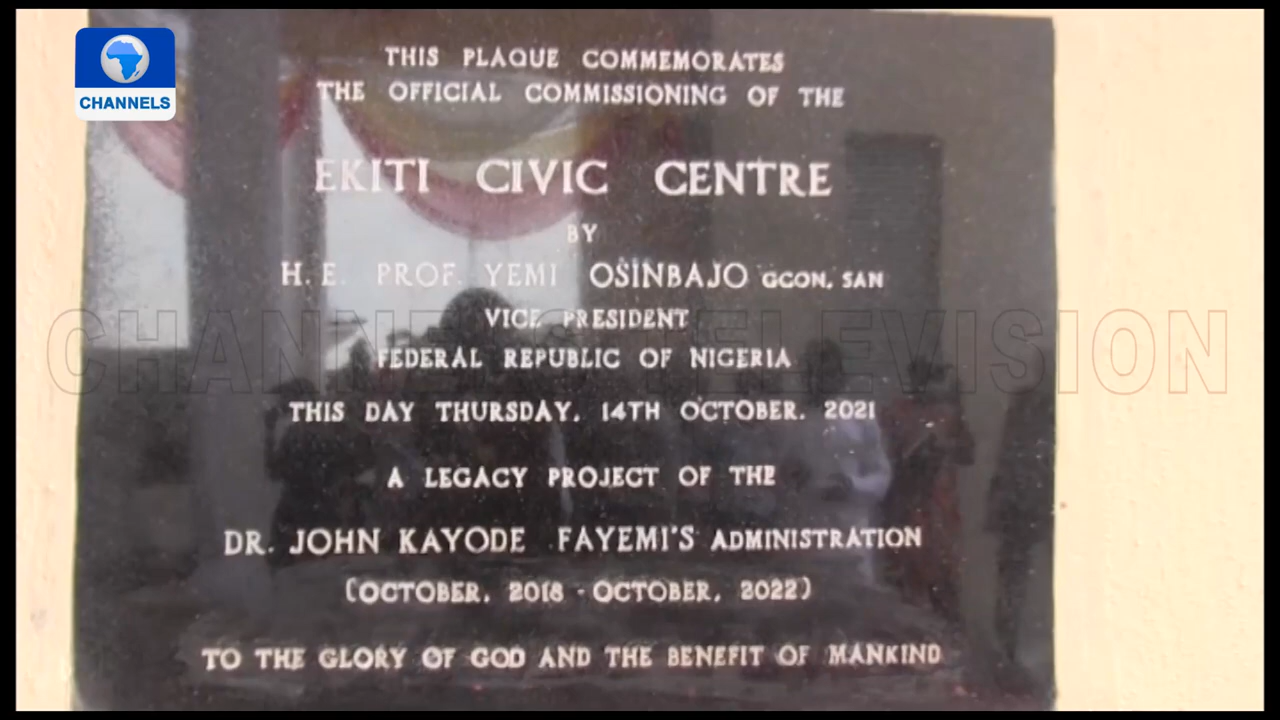 CHANNELS
THIS PLAQUE COMMEMORATES
THE OFFICIAL COMMISSIONING OF THE
EKITI CIVIC CENTRE
BY
H. E. PROF. YEMI OSINBAJO GCON, SAN
VICE PRESIDENT
CHANNELS TELEVISION
FEDERAL REPUBLIC OF NIGERIA
THIS DAY THURSDAY, 14TH OCTOBER, 2021
A LEGACY PROJECT OF THE
DR. JOHN KAYODE FAYEMI'S ADMINISTRATION
(OCTOBER, 2018 - OCTOBER, 2022)
TO THE GLORY OF GOD AND THE BENEFIT OF MANKIND